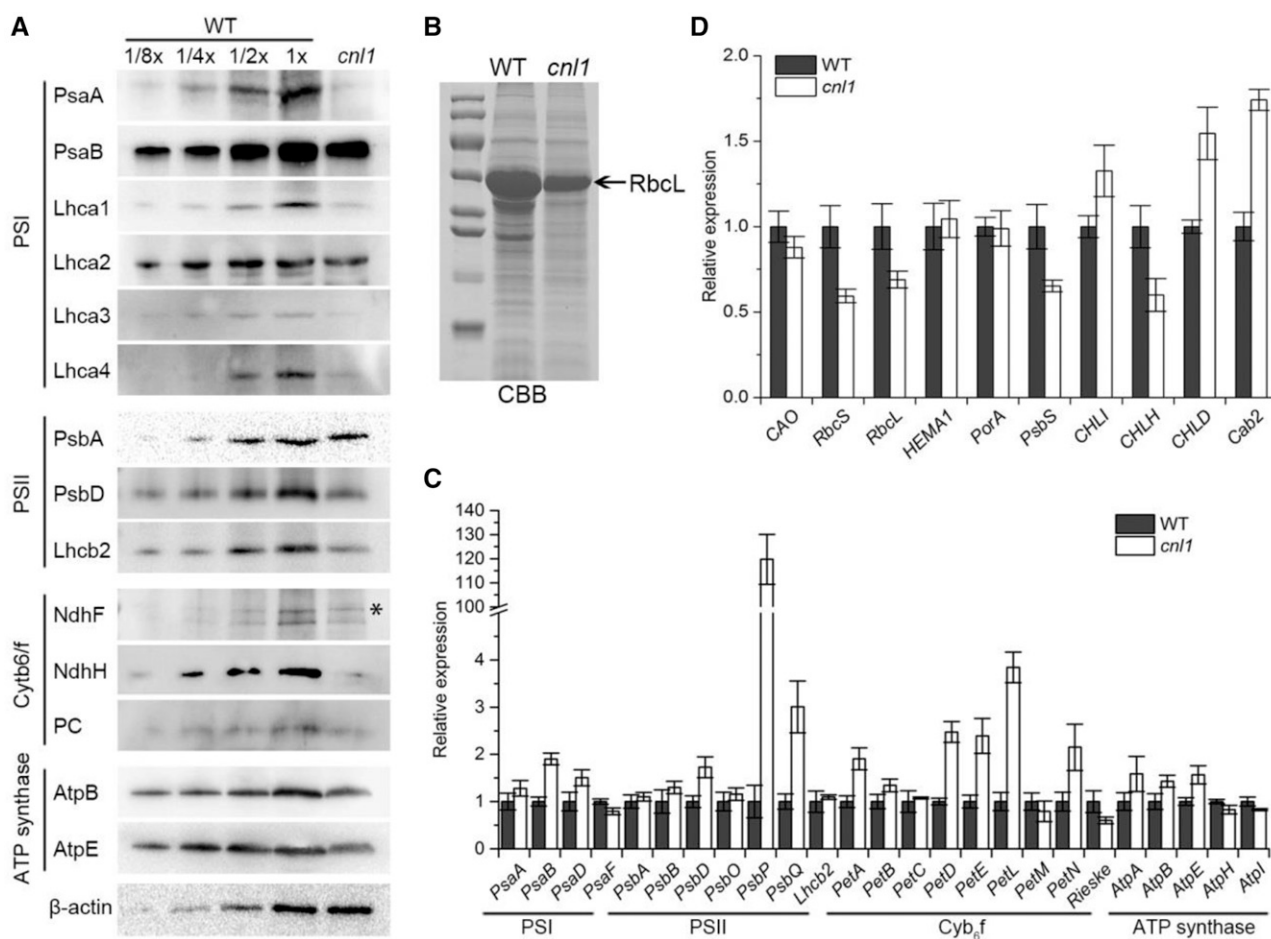 A
WT
1/8x 1/4x 1/2x 1x cnl1
PSI
PsaA
PsaB
Lhca1
Lhca2
Lhca3
Lhca4
PSII
PsbA
PsbD
Lhcb2
Cytb6/f
NdhF
*
NdhH
PC
ATP synthase
AtpB
AtpE
β-actin
B
WT cnl1
RbcL
CBB
D
2.0
1.5
1.0
0.5
0.0
Relative expression
WT
cnl1
CAO RbcS RbcL HEMA1 PorA PsbS CHLI CHLH CHLD Cab2
C
140
130
120
110
100
4
3
2
1
0
Relative expression
WT
cnl1
PsaA PsaB PsaD PsaF PsbA PsbB PsbD PsbO PsbP PsbQ Lhcb2 PetA PetB PetC PetD PetE PetL PetM PetN Rieske AtpA AtpB AtpE AtpH AtpI
PSI PSII Cyb6f ATP synthase